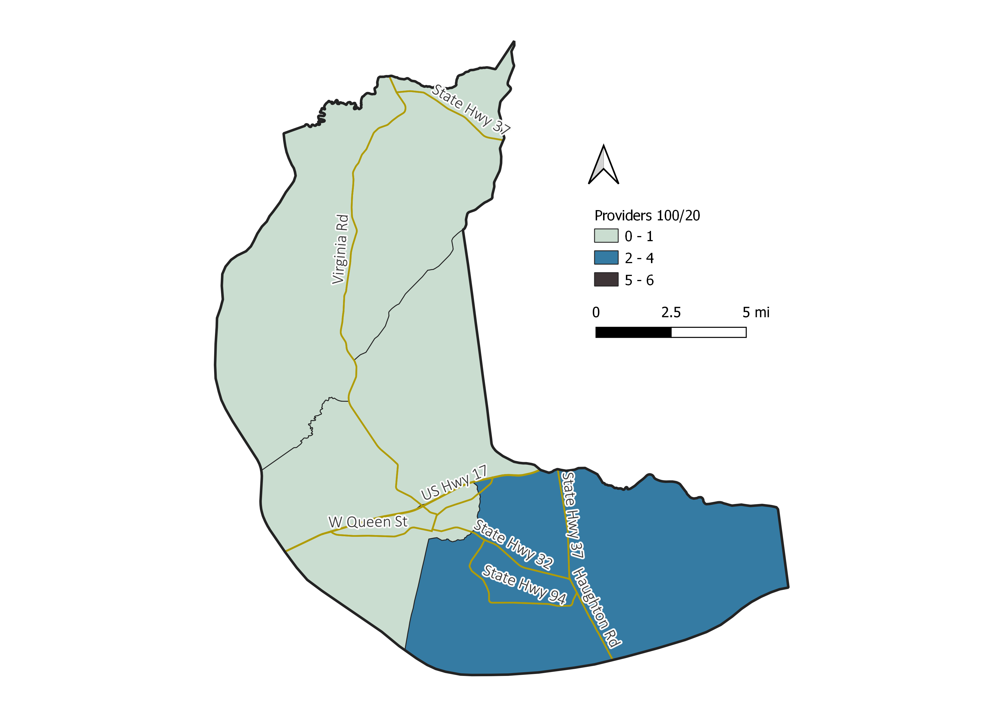 State Hwy 37
Virginia Rd
Providers 100/20
0 - 1
2 - 4
5 - 6
0 2.5 5 mi
US Hwy 17
W Queen St
State Hwy 37
State Hwy 32
State Hwy 94
Haughton Rd